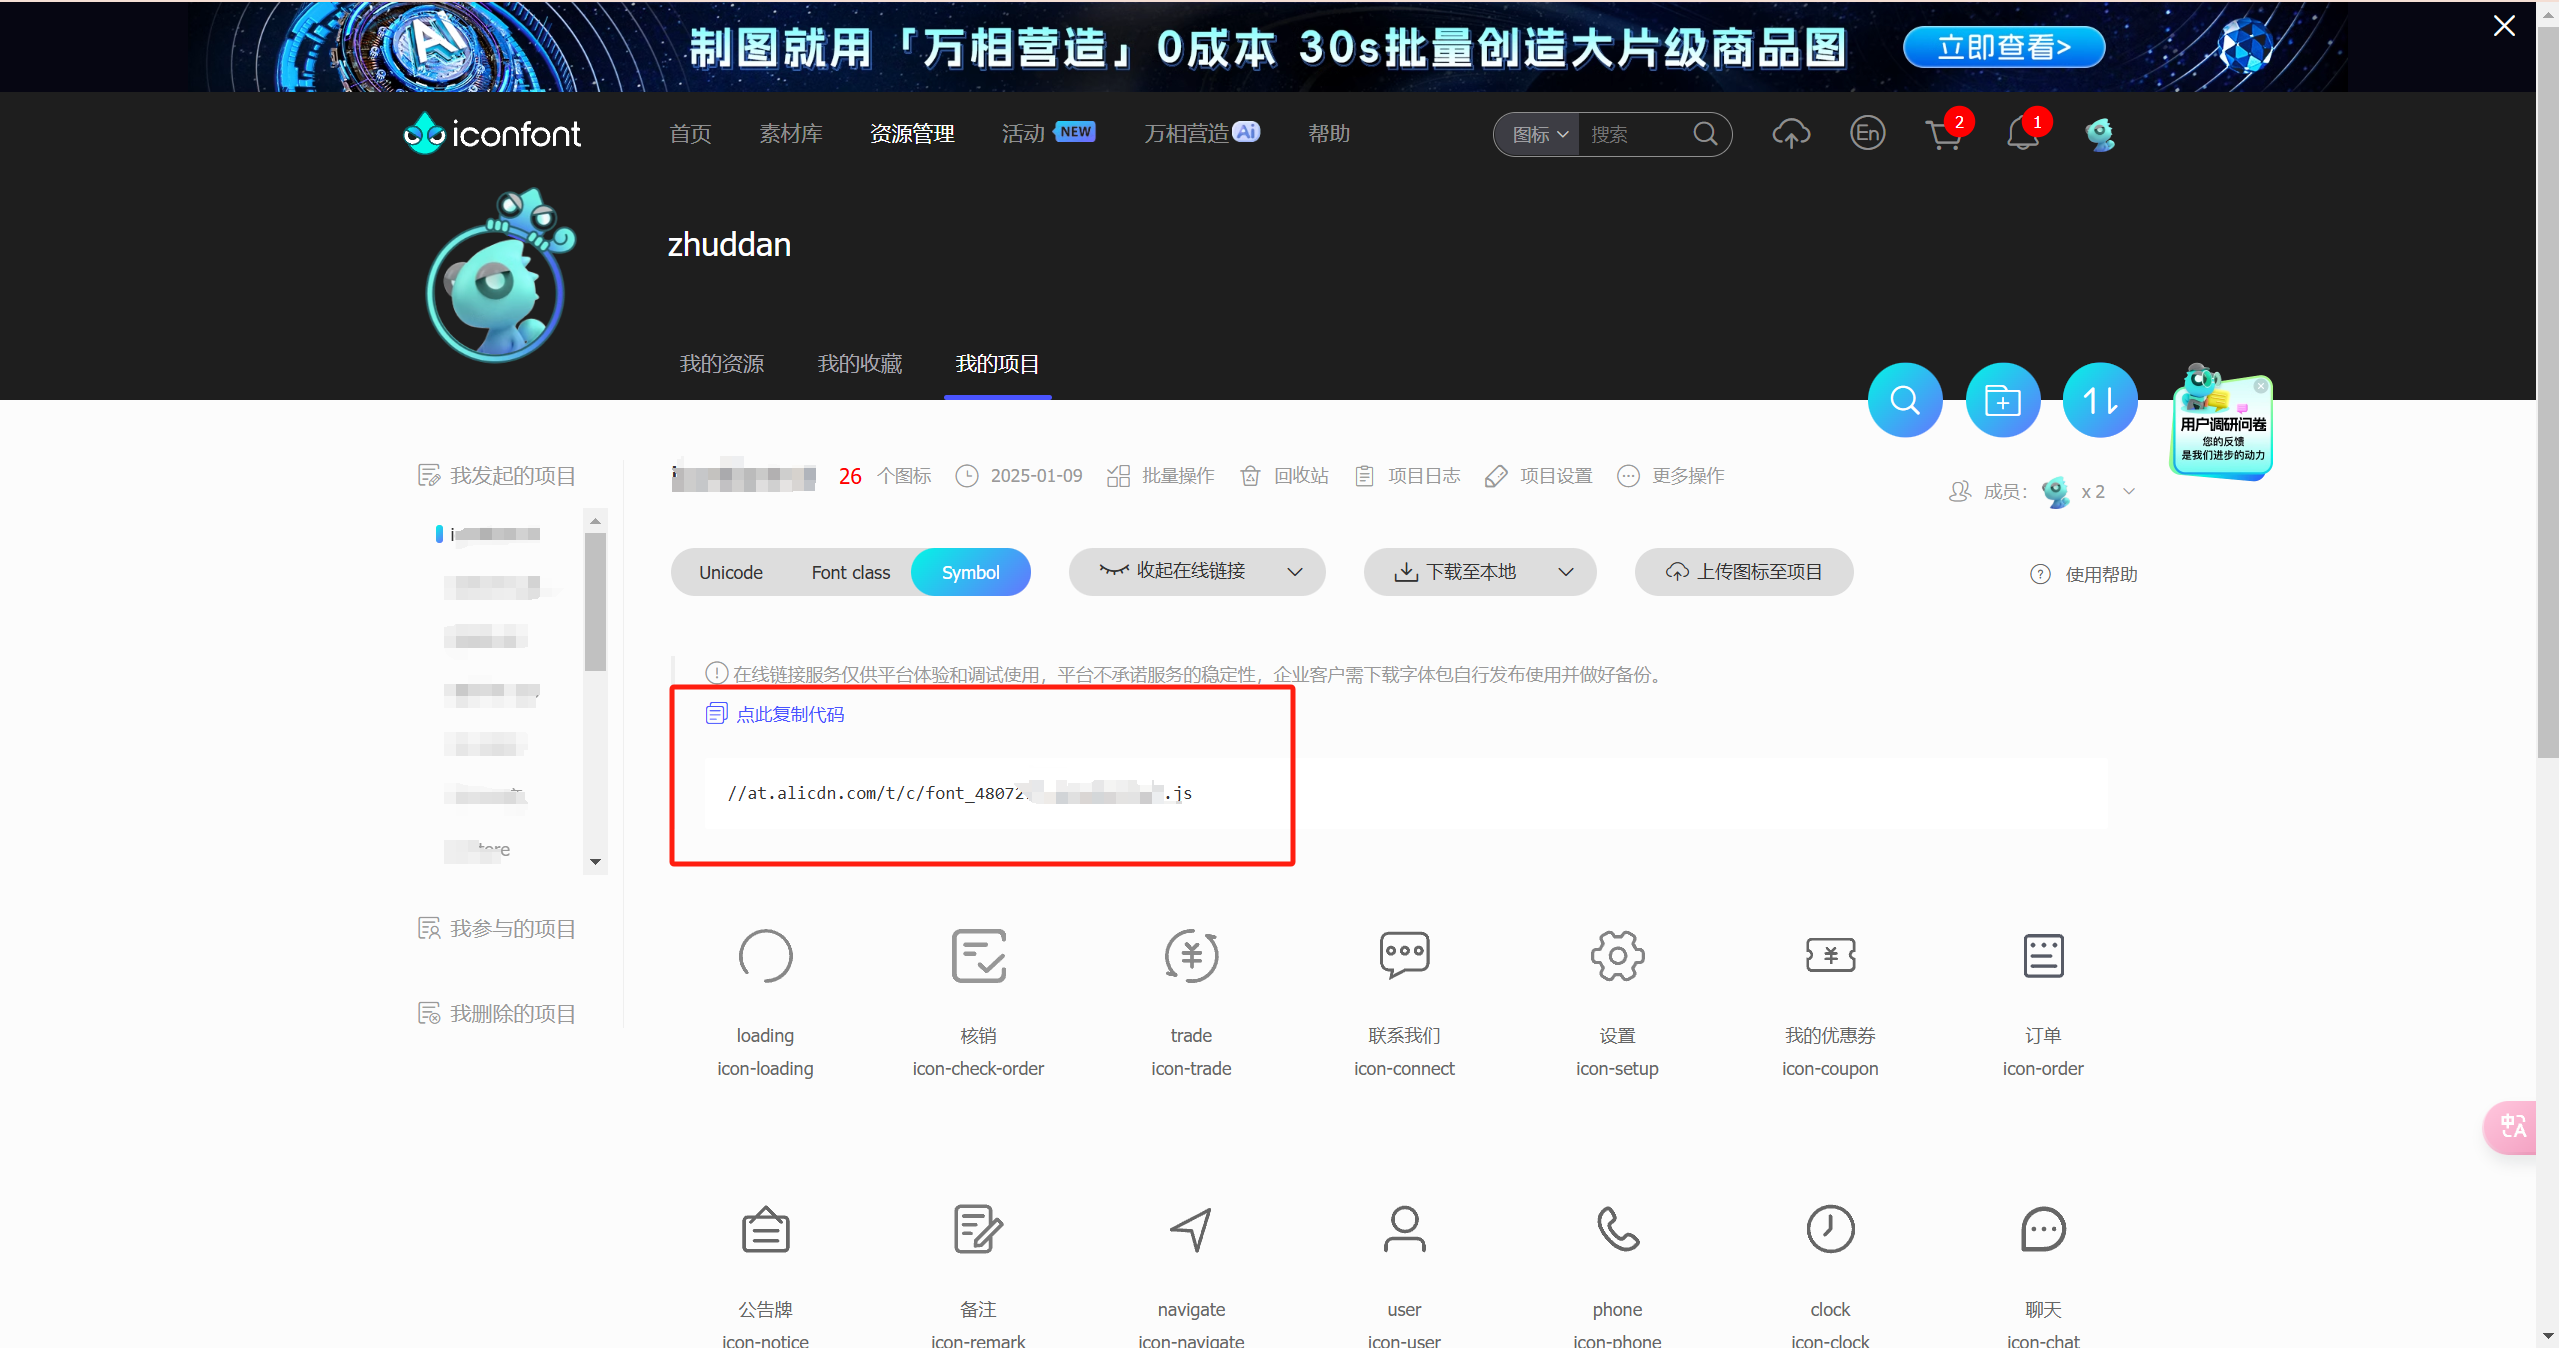 AI 制图就用「万相营造」0成本 30s批量创造大片级商品图 立即查看>
iconfont 首页 素材库 资源管理 活动 NEW 万相营造 Ai 帮助 图标 搜索 En 2 1
zhuddan
我的资源 我的收藏 我的项目
用户调研问卷
您的反馈
是我们进步的动力
我发起的项目
我参与的项目
我删除的项目
26 个图标 2025-01-09 批量操作 回收站 项目日志 项目设置 更多操作
成员: x 2
Unicode Font class Symbol 收起在线链接 下载至本地 上传图标至项目 使用帮助
在线链接服务仅供平台体验和调试使用，平台不承诺服务的稳定性，企业客户需下载字体包自行发布使用并做好备份。
点此复制代码
//at.alicdn.com/t/c/font_4807 .js
loading 核销 trade 联系我们 设置 我的优惠券 订单
icon-loading icon-check-order icon-trade icon-connect icon-setup icon-coupon icon-order
公告牌 备注 navigate user phone clock 聊天
icon-notice icon-remark icon-navigate icon-user icon-phone icon-clock icon-chat